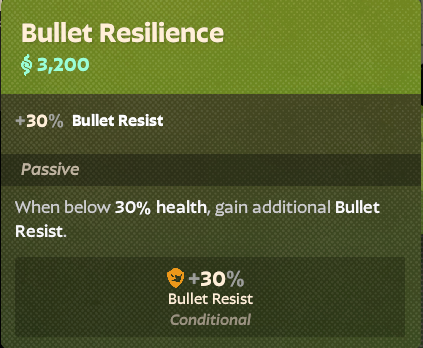 Bullet Resilience
3,200
+30% Bullet Resist
Passive
When below 30% health, gain additional Bullet
Resist.
+30%
Bullet Resist
Conditional